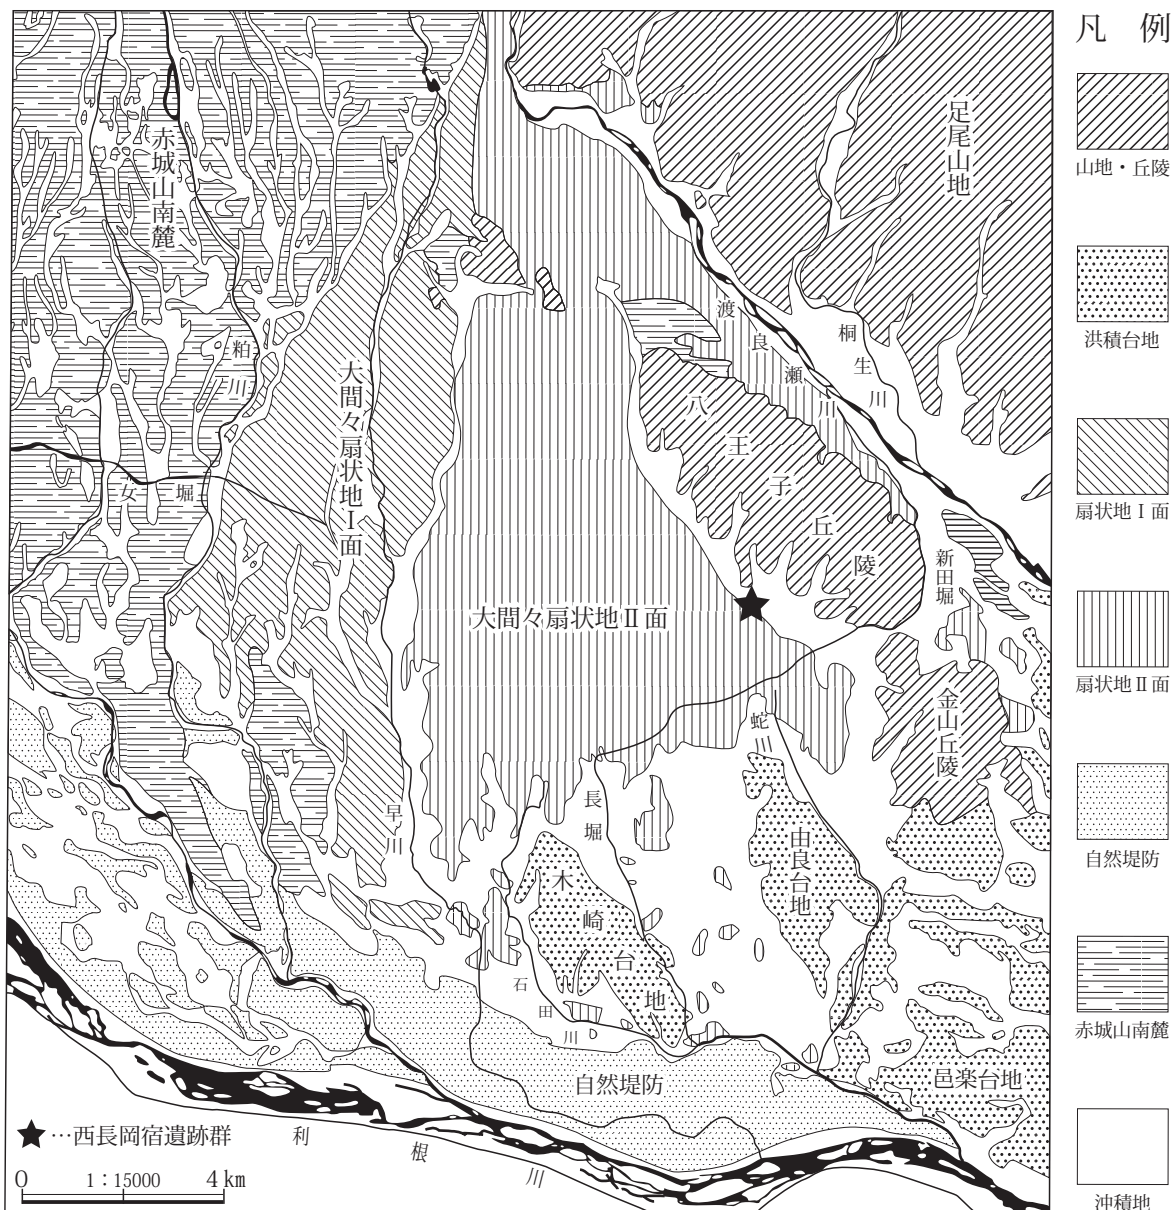 凡 例
山地・丘陵
洪積台地
扇状地Ⅰ面
扇状地Ⅱ面
自然堤防
赤城山南麓
沖積地
赤城山南麓
足尾山地
粕川
大間々扇状地Ⅰ面
渡良瀬川
桐生川
八王子丘陵
女堀
新田堀
大間々扇状地Ⅱ面
金山丘陵
蛇川
早川
長堀
由良台地
木崎台地
石田川
自然堤防
邑楽台地
★…西長岡宿遺跡群
利根川
0 1:15000 4km